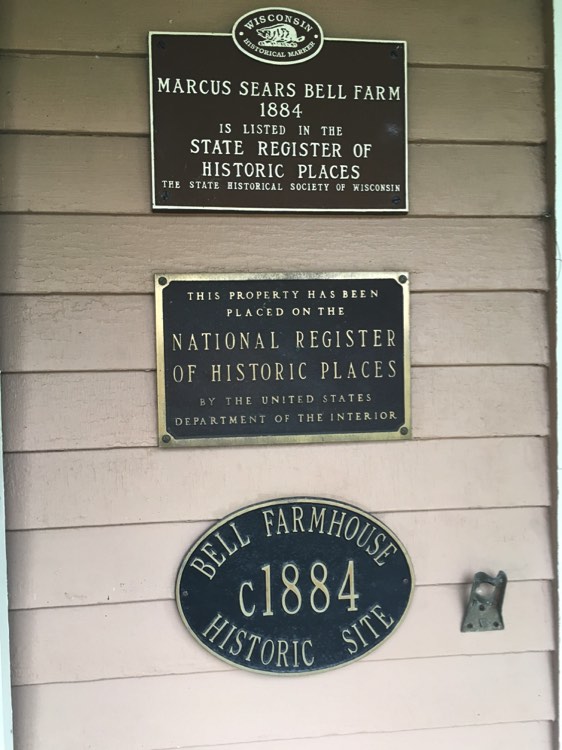 WISCONSIN
HISTORICAL MARKER
MARCUS SEARS BELL FARM
1884
IS LISTED IN THE
STATE REGISTER OF
HISTORIC PLACES
THE STATE HISTORICAL SOCIETY OF WISCONSIN
THIS PROPERTY HAS BEEN
PLACED ON THE
NATIONAL REGISTER
OF HISTORIC PLACES
BY THE UNITED STATES
DEPARTMENT OF THE INTERIOR
BELL FARMHOUSE
c1884
HISTORIC SITE